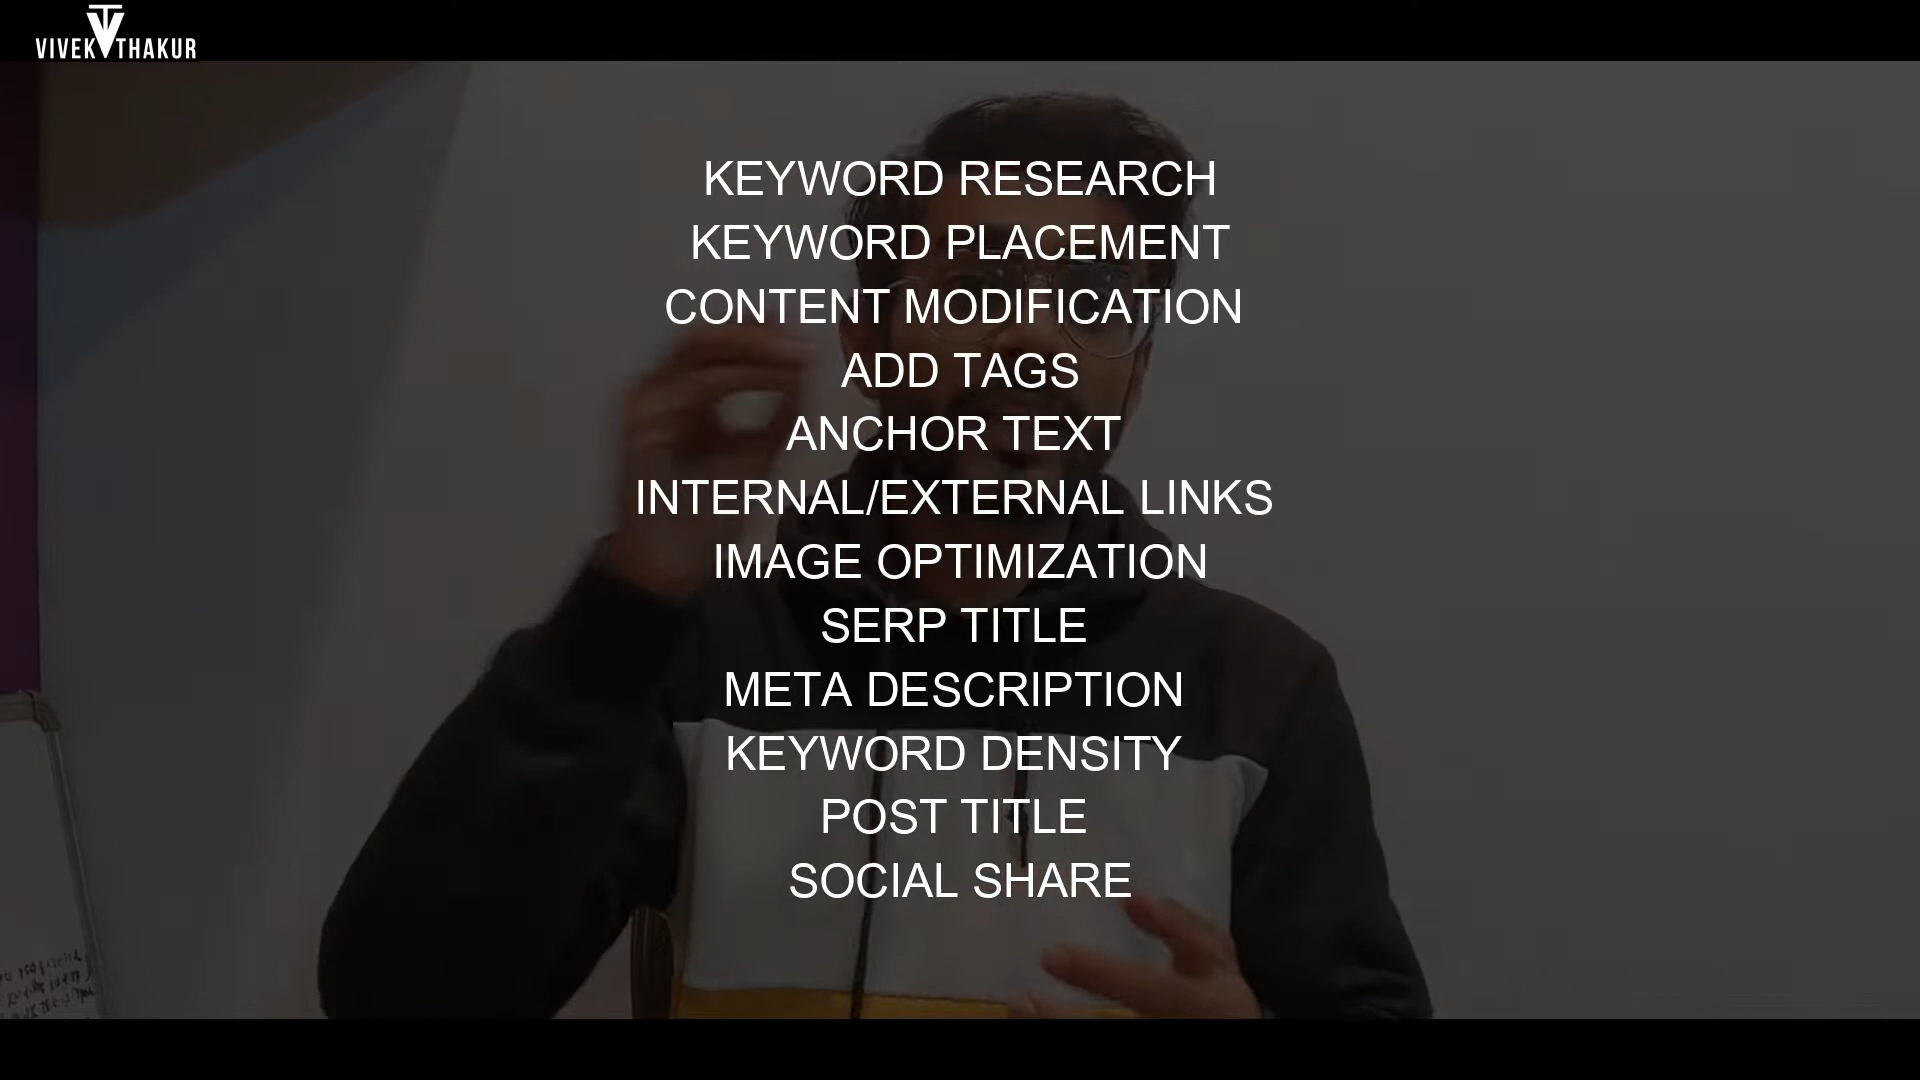 VIVEK THAKUR
KEYWORD RESEARCH
KEYWORD PLACEMENT
CONTENT MODIFICATION
ADD TAGS
ANCHOR TEXT
INTERNAL/EXTERNAL LINKS
IMAGE OPTIMIZATION
SERP TITLE
META DESCRIPTION
KEYWORD DENSITY
POST TITLE
SOCIAL SHARE